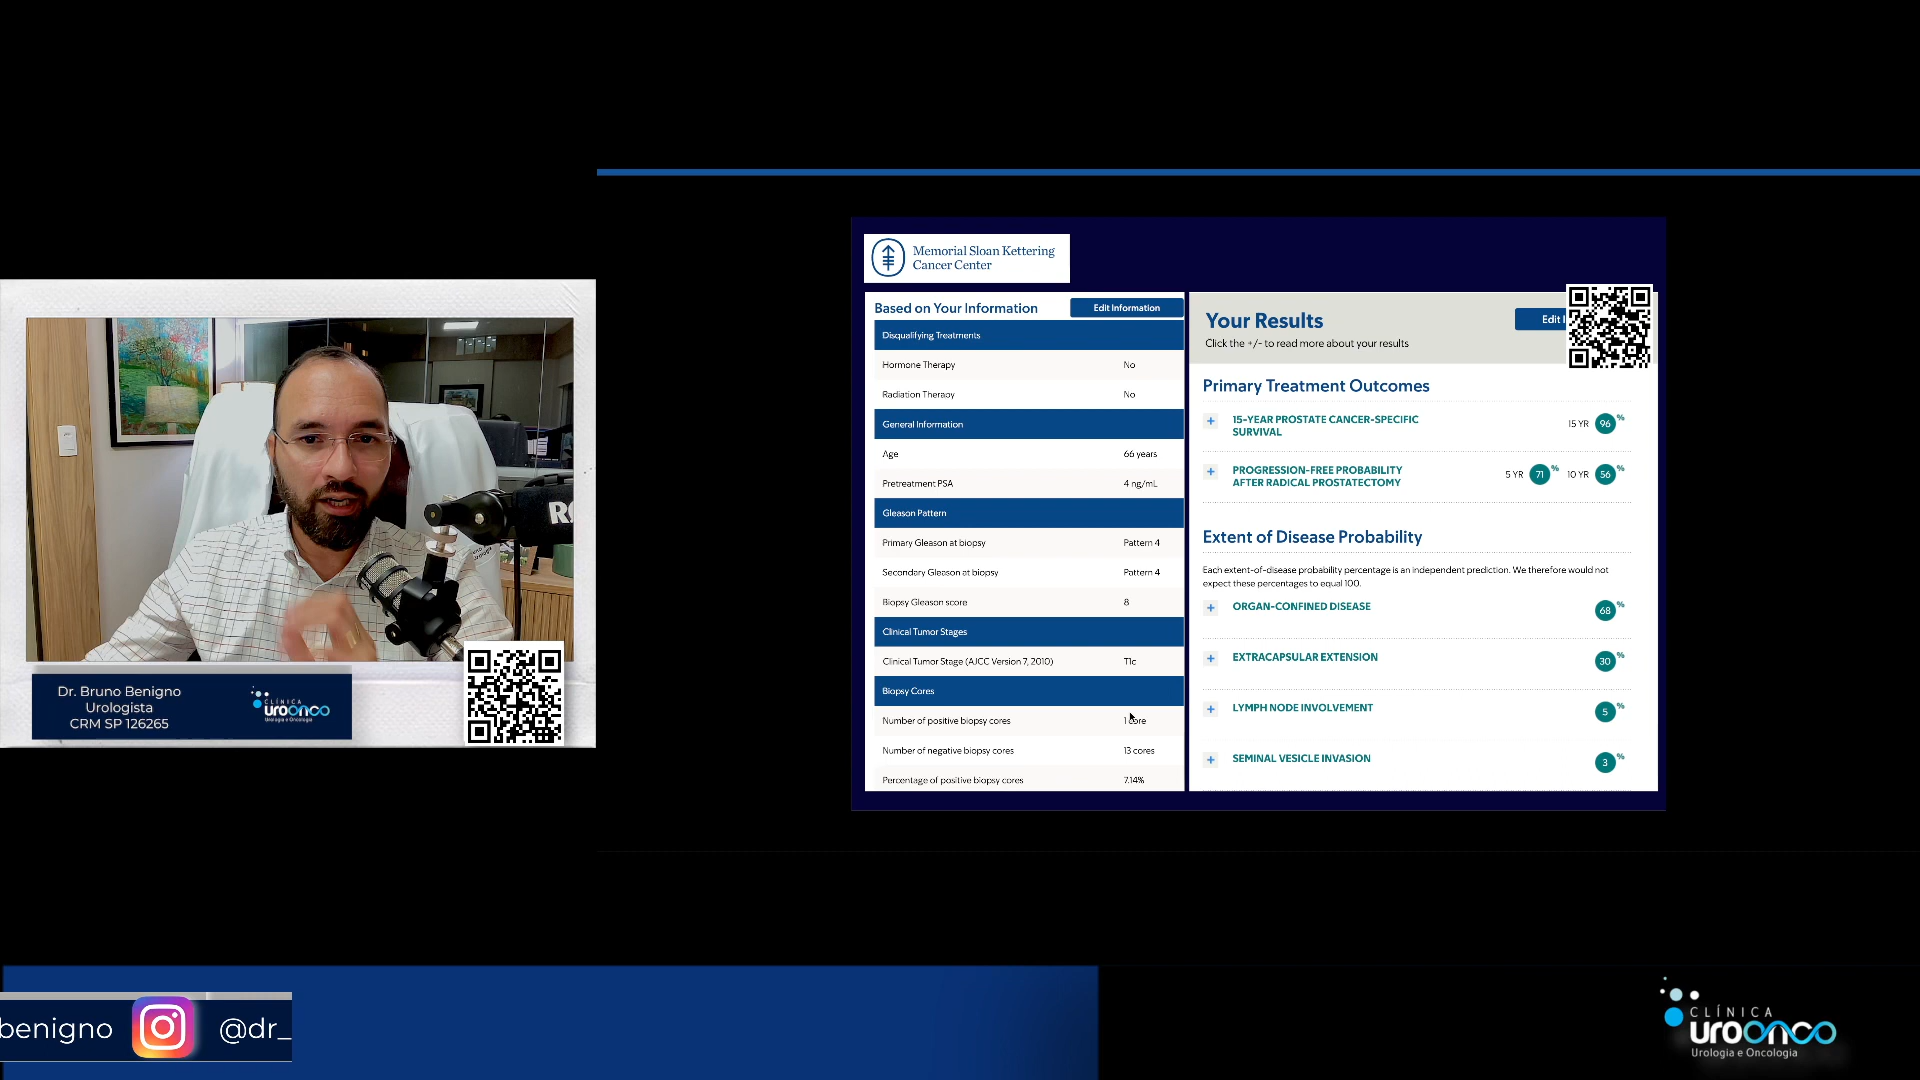 Memorial Sloan Kettering
Cancer Center
Based on Your Information
Edit Information
Disqualifying Treatments
Hormone Therapy No
Radiation Therapy No
General Information
Age 66 years
Pretreatment PSA 4 ng/mL
Gleason Pattern
Primary Gleason at biopsy Pattern 4
Secondary Gleason at biopsy Pattern 4
Biopsy Gleason score 8
Clinical Tumor Stages
Clinical Tumor Stage (AJCC Version 7, 2010) T1c
Biopsy Cores
Number of positive biopsy cores 1 core
Number of negative biopsy cores 13 cores
Percentage of positive biopsy cores 7.14%
Your Results
Edit I
Click the +/- to read more about your results
Primary Treatment Outcomes
+ 15-YEAR PROSTATE CANCER-SPECIFIC
SURVIVAL
15 YR 96 %
+ PROGRESSION-FREE PROBABILITY
AFTER RADICAL PROSTATECTOMY
5 YR 71 % 10 YR 56 %
Extent of Disease Probability
Each extent-of-disease probability percentage is an independent prediction. We therefore would not
expect these percentages to equal 100.
+ ORGAN-CONFINED DISEASE 68 %
+ EXTRACAPSULAR EXTENSION 30 %
+ LYMPH NODE INVOLVEMENT 5 %
+ SEMINAL VESICLE INVASION 3 %
Dr. Bruno Benigno
Urologista
CRM SP 126265
CLÍNICA
uroonco
Urologia e Oncologia
benigno @dr_
CLÍNICA
uroonco
Urologia e Oncologia